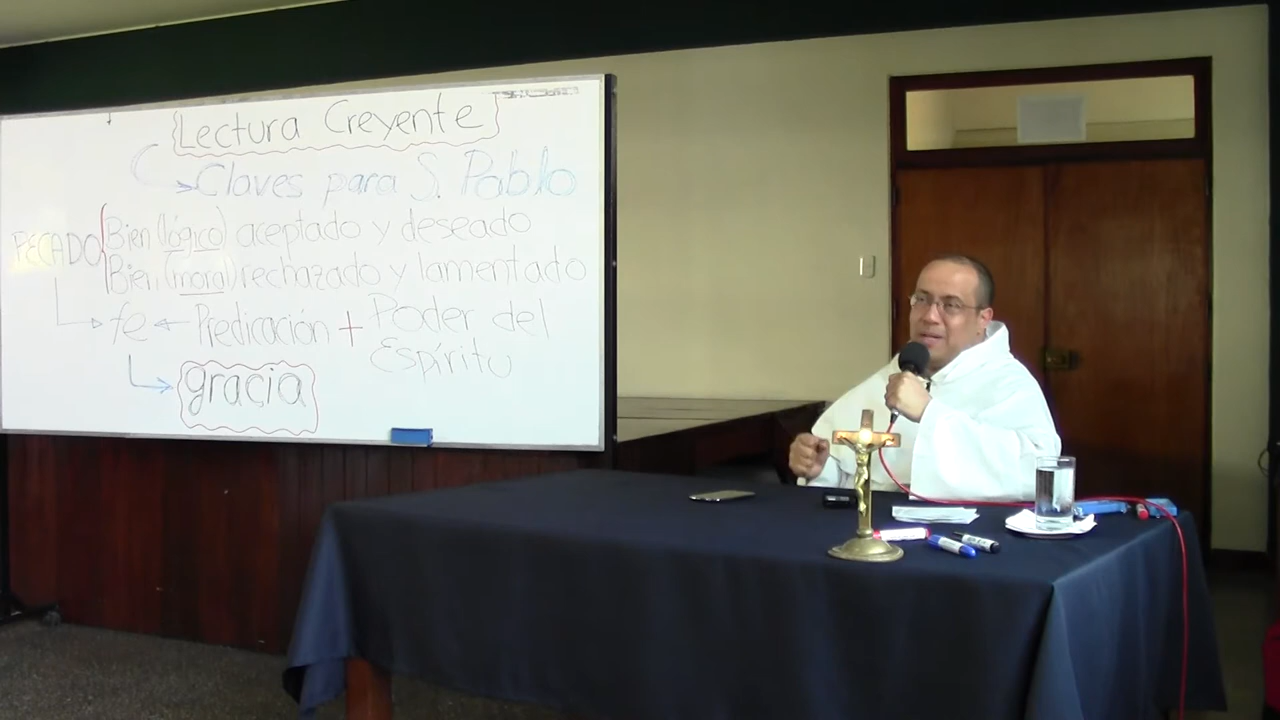 Lectura Creyente
Claves para S. Pablo
PECADO
Bien (lógico) aceptado y deseado
Bien (moral) rechazado y lamentado
fe Predicación + Poder del
Espíritu
gracia